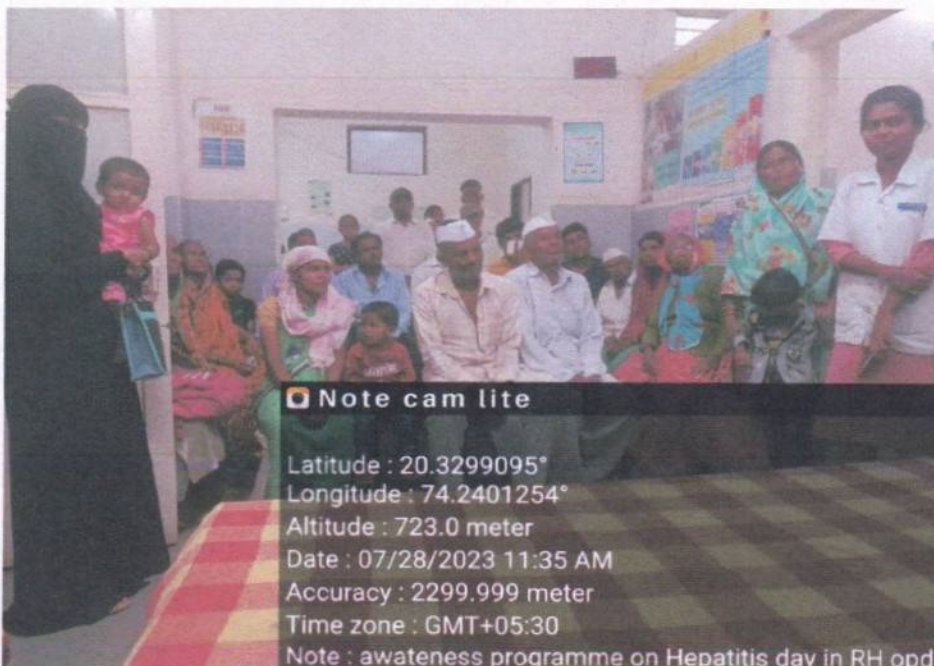 Note cam lite
Latitude : 20.3299095°
Longitude : 74.2401254°
Altitude : 723.0 meter
Date : 07/28/2023 11:35 AM
Accuracy : 2299.999 meter
Time zone : GMT+05:30
Note : awateness programme on Hepatitis day in RH opd